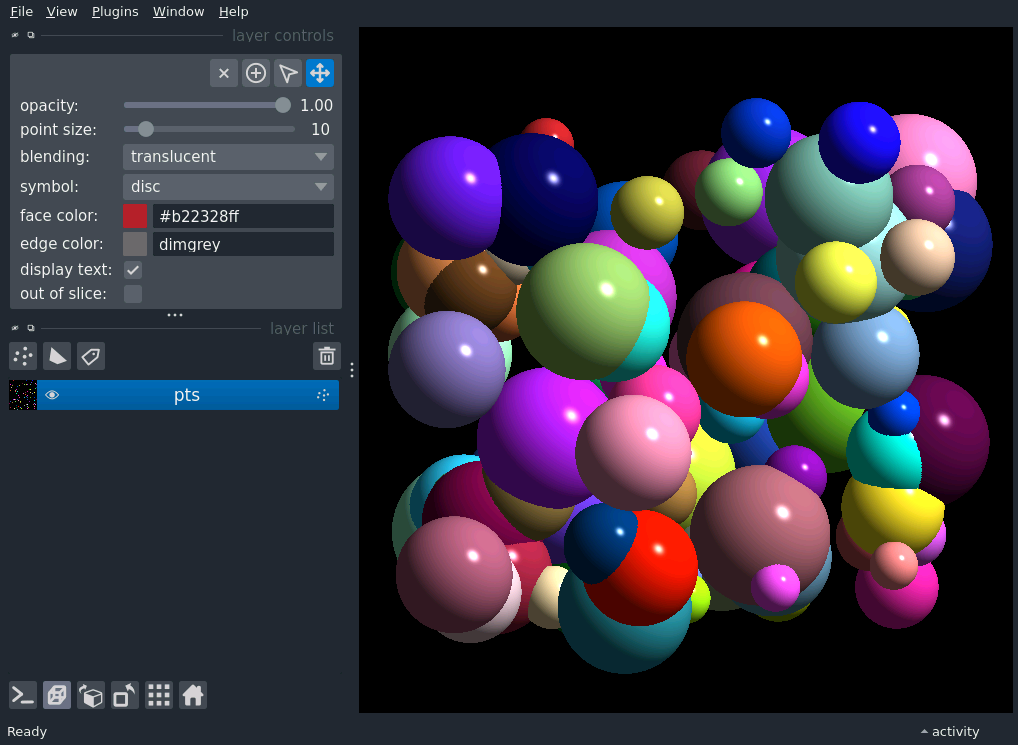 File View Plugins Window Help
layer controls
opacity: 1.00
point size: 10
blending: translucent
symbol: disc
face color: #b22328ff
edge color: dimgrey
display text:
out of slice:
layer list
pts
Ready
activity